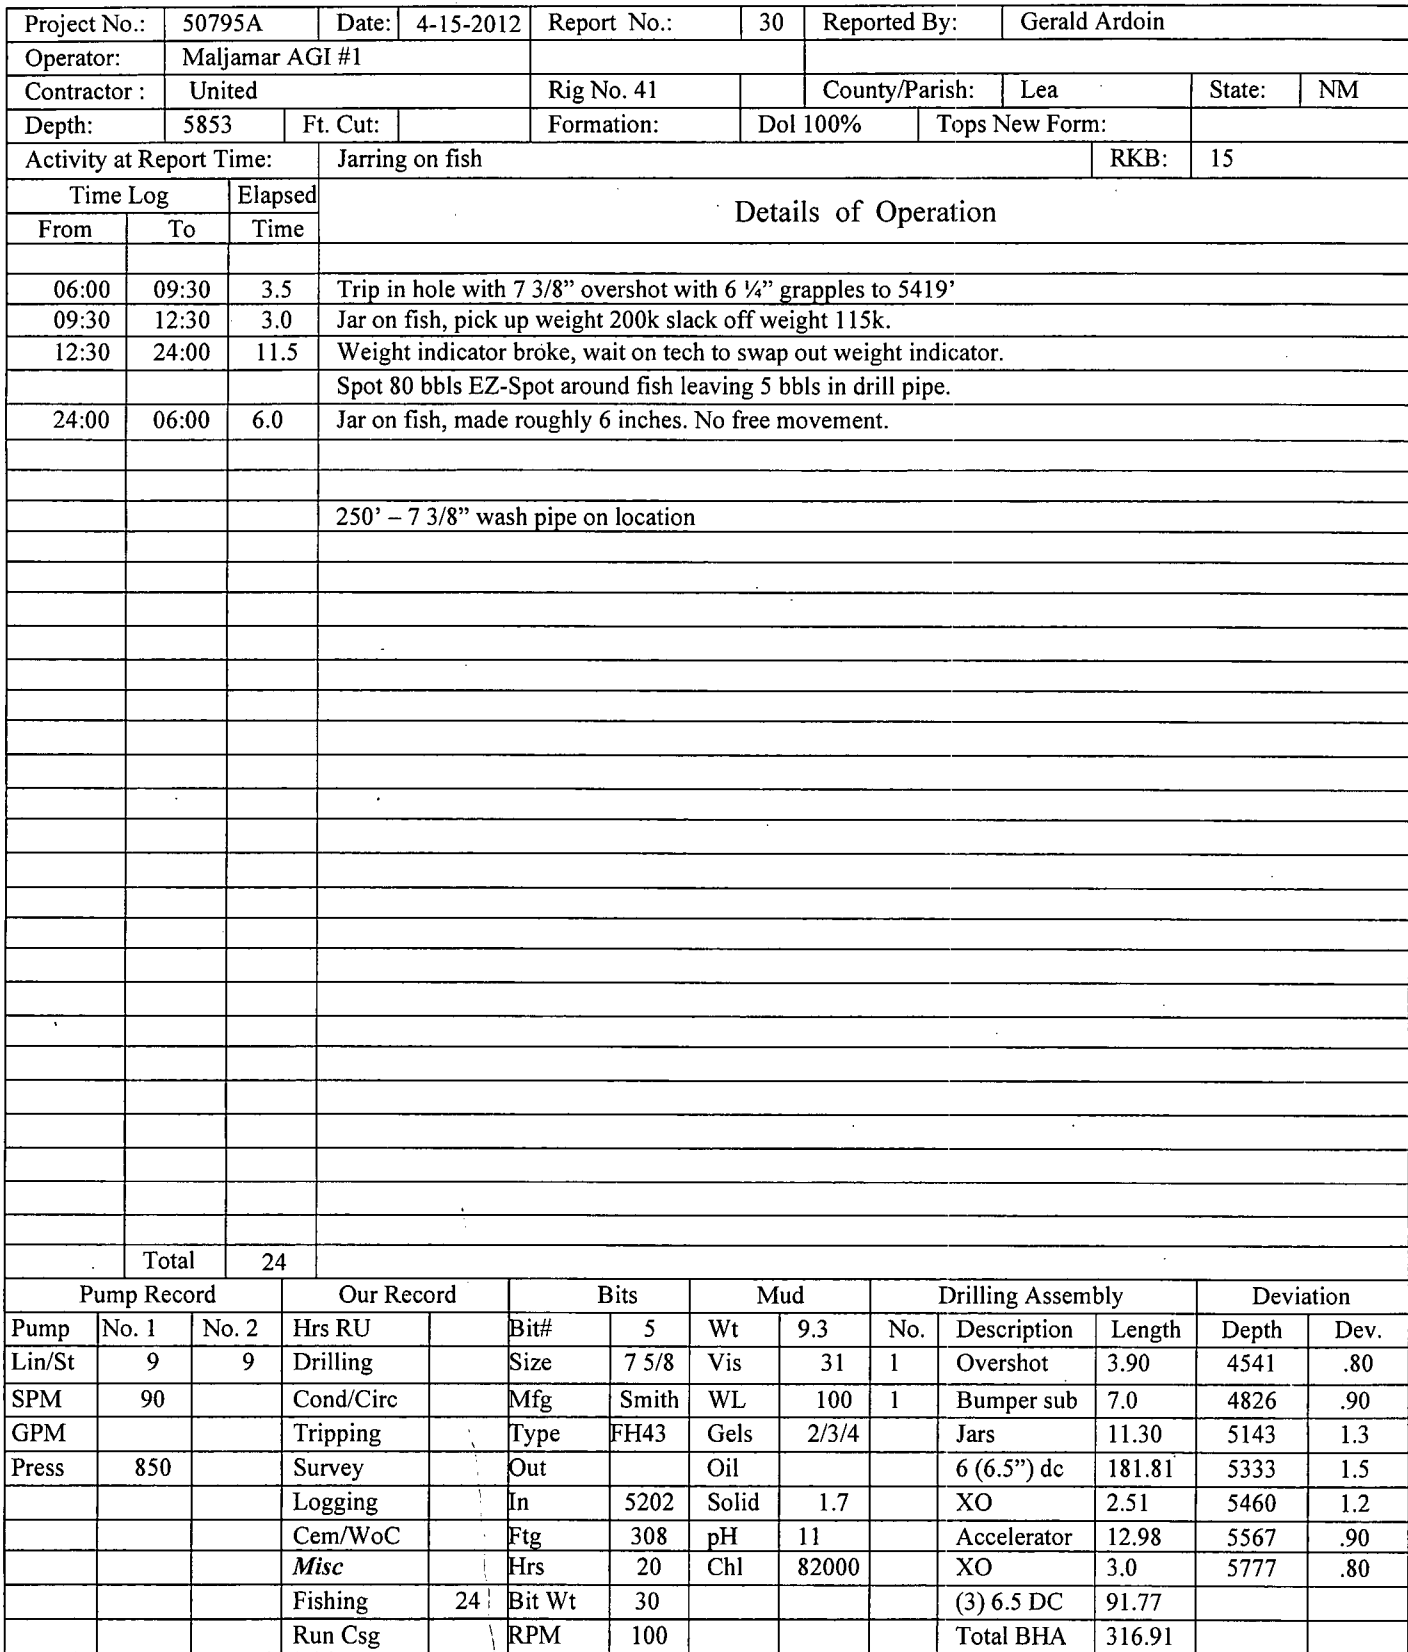 Project No.: 50795A Date: 4-15-2012 Report No.: 30 Reported By: Gerald Ardoin
Operator: Maljamar AGI #1
Contractor : United Rig No. 41 County/Parish: Lea State: NM
Depth: 5853 Ft. Cut: Formation: Dol 100% Tops New Form:
Activity at Report Time: Jarring on fish RKB: 15
Time Log Elapsed Details of Operation
From To Time
06:00 09:30 3.5 Trip in hole with 7 3/8” overshot with 6 ¼” grapples to 5419’
09:30 12:30 3.0 Jar on fish, pick up weight 200k slack off weight 115k.
12:30 24:00 11.5 Weight indicator broke, wait on tech to swap out weight indicator.
Spot 80 bbls EZ-Spot around fish leaving 5 bbls in drill pipe.
24:00 06:00 6.0 Jar on fish, made roughly 6 inches. No free movement.
250’ – 7 3/8” wash pipe on location
Total 24
Pump Record Our Record Bits Mud Drilling Assembly Deviation
Pump No. 1 No. 2 Hrs RU Bit# 5 Wt 9.3 No. Description Length Depth Dev.
Lin/St 9 9 Drilling Size 7 5/8 Vis 31 1 Overshot 3.90 4541 .80
SPM 90 Cond/Circ Mfg Smith WL 100 1 Bumper sub 7.0 4826 .90
GPM Tripping Type FH43 Gels 2/3/4 Jars 11.30 5143 1.3
Press 850 Survey Out Oil 6 (6.5”) dc 181.81 5333 1.5
Logging In 5202 Solid 1.7 XO 2.51 5460 1.2
Cem/WoC Ftg 308 pH 11 Accelerator 12.98 5567 .90
Misc Hrs 20 Chl 82000 XO 3.0 5777 .80
Fishing 24 Bit Wt 30 (3) 6.5 DC 91.77
Run Csg RPM 100 Total BHA 316.91